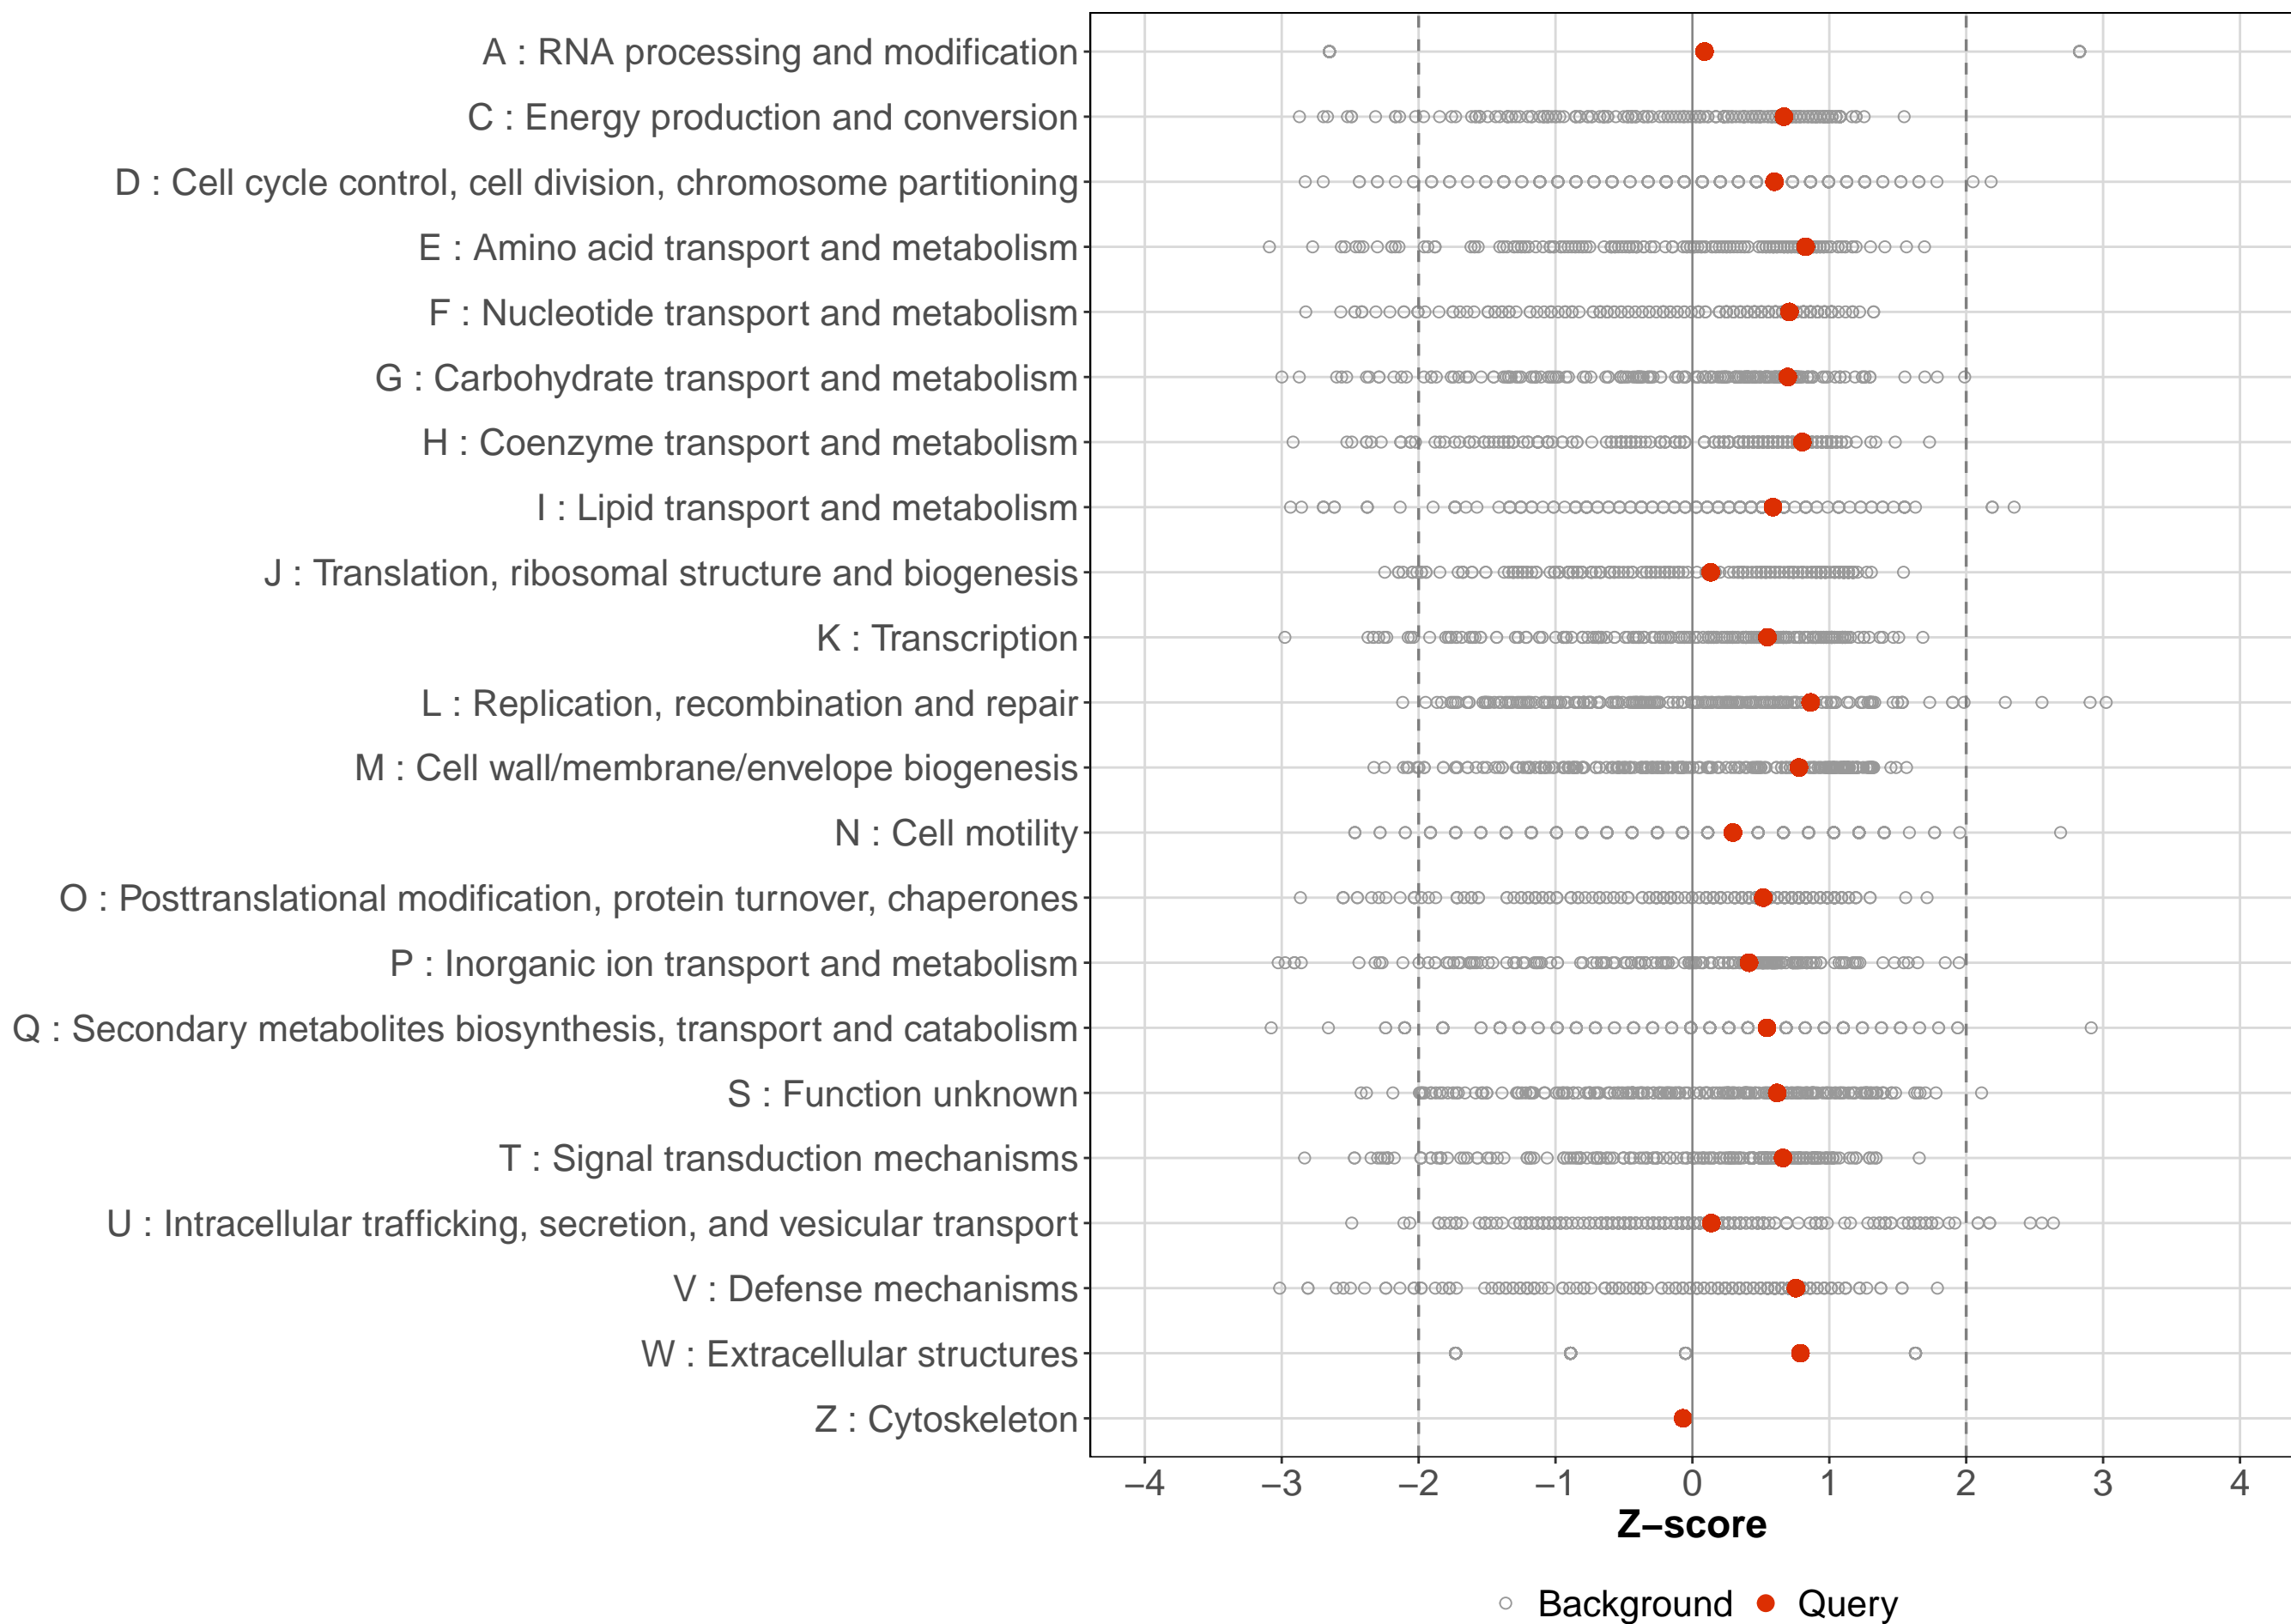 A : RNA processing and modification
C : Energy production and conversion
D : Cell cycle control, cell division, chromosome partitioning
E : Amino acid transport and metabolism
F : Nucleotide transport and metabolism
G : Carbohydrate transport and metabolism
H : Coenzyme transport and metabolism
I : Lipid transport and metabolism
J : Translation, ribosomal structure and biogenesis
K : Transcription
L : Replication, recombination and repair
M : Cell wall/membrane/envelope biogenesis
N : Cell motility
O : Posttranslational modification, protein turnover, chaperones
P : Inorganic ion transport and metabolism
Q : Secondary metabolites biosynthesis, transport and catabolism
S : Function unknown
T : Signal transduction mechanisms
U : Intracellular trafficking, secretion, and vesicular transport
V : Defense mechanisms
W : Extracellular structures
Z : Cytoskeleton
−4 −3 −2 −1 0 1 2 3 4
Z−score
Background Query